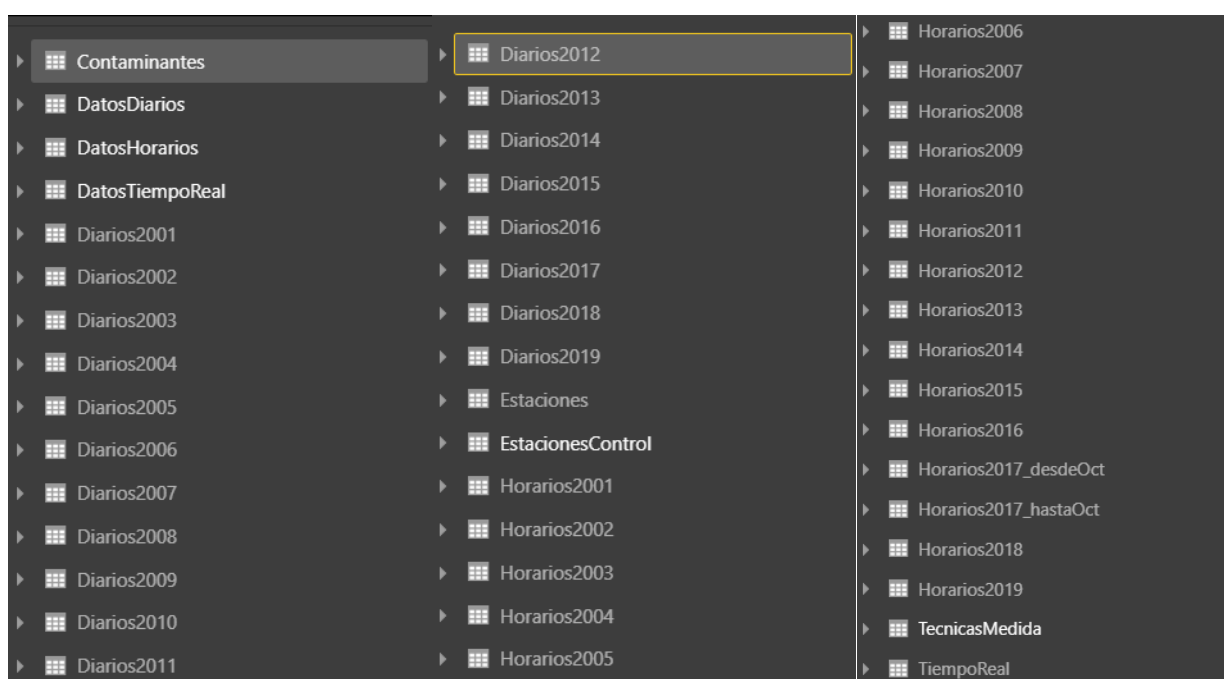 Contaminantes
DatosDiarios
DatosHorarios
DatosTiempoReal
Diarios2001
Diarios2002
Diarios2003
Diarios2004
Diarios2005
Diarios2006
Diarios2007
Diarios2008
Diarios2009
Diarios2010
Diarios2011
Diarios2012
Diarios2013
Diarios2014
Diarios2015
Diarios2016
Diarios2017
Diarios2018
Diarios2019
Estaciones
EstacionesControl
Horarios2001
Horarios2002
Horarios2003
Horarios2004
Horarios2005
Horarios2006
Horarios2007
Horarios2008
Horarios2009
Horarios2010
Horarios2011
Horarios2012
Horarios2013
Horarios2014
Horarios2015
Horarios2016
Horarios2017_desdeOct
Horarios2017_hastaOct
Horarios2018
Horarios2019
TecnicasMedida
TiempoReal